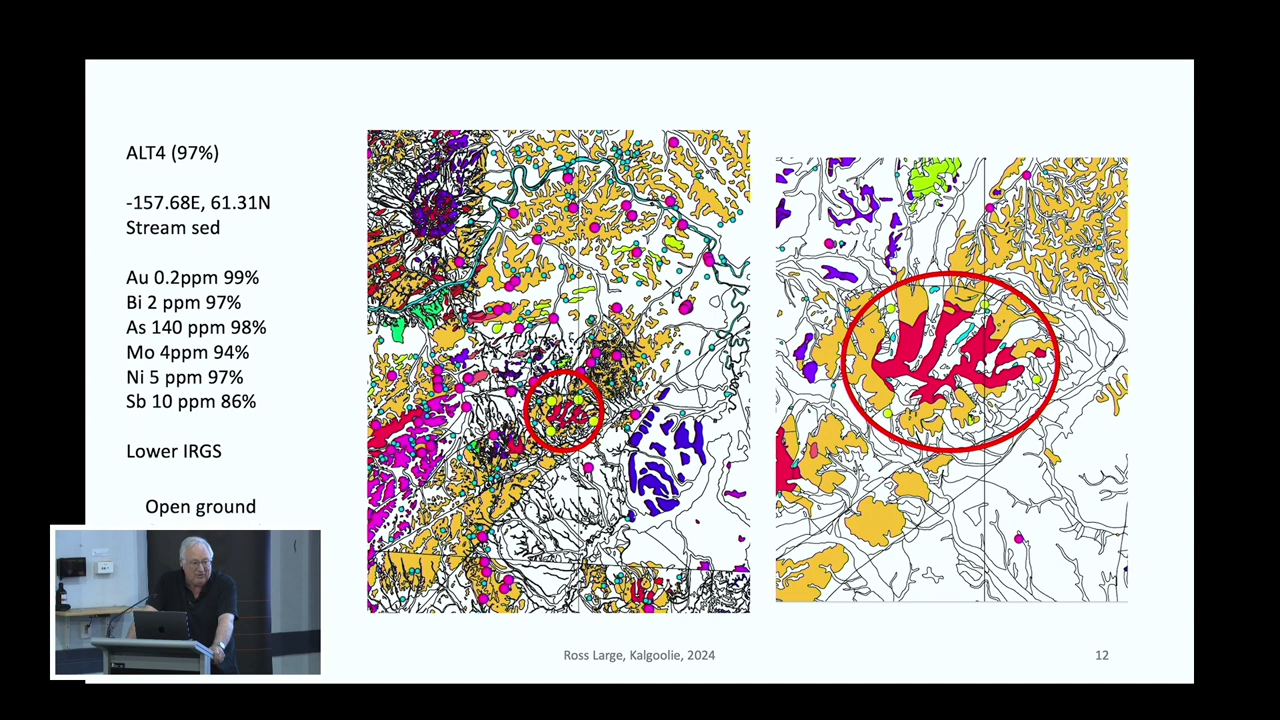 ALT4 (97%)
-157.68E, 61.31N
Stream sed
Au 0.2ppm 99%
Bi 2 ppm 97%
As 140 ppm 98%
Mo 4ppm 94%
Ni 5 ppm 97%
Sb 10 ppm 86%
Lower IRGS
Open ground
Ross Large, Kalgoolie, 2024
12